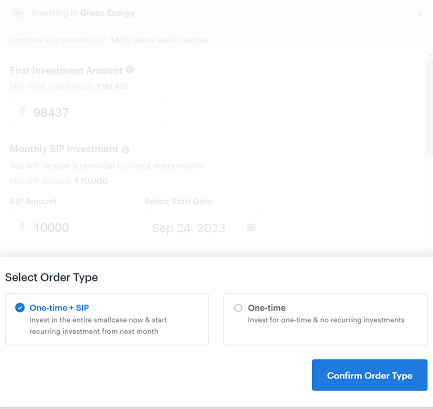 Investing in Green Energy
Complete your transaction in 14:35, before session expires
First Investment Amount
Min. First Investment: ₹ 98,437
₹ 98437
Monthly SIP Investment
You will receive a reminder to invest every month
Min. SIP Amount: ₹ 10,000
SIP Amount Select Start Date
₹ 10000 Sep 24, 2023
Select Order Type
One-time + SIP
Invest in the entire smallcase now & start
recurring investment from next month
One-time
Invest for one-time & no recurring investments
Confirm Order Type